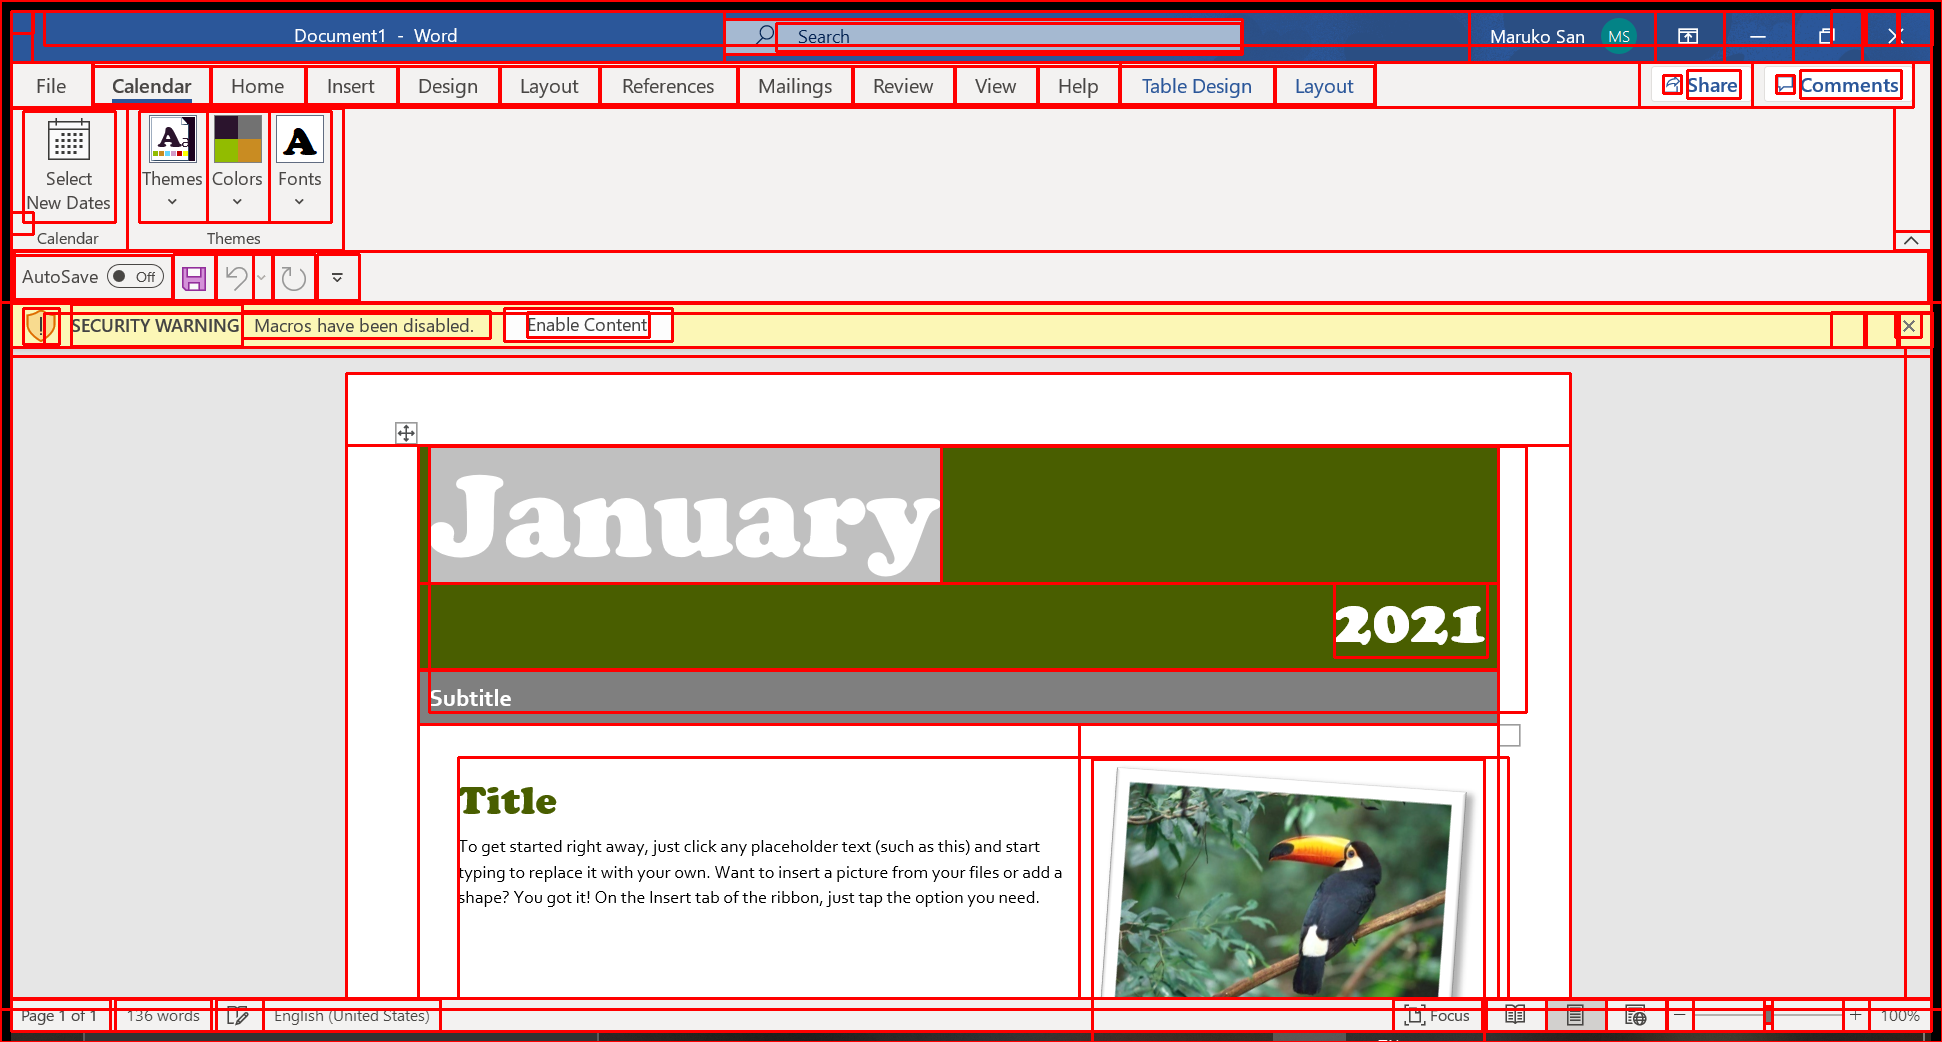 Document1 - Word
Search
Maruko San
MS
File
Calendar
Home
Insert
Design
Layout
References
Mailings
Review
View
Help
Table Design
Layout
Share
Comments
Select
New Dates
Calendar
Aa
Themes
Colors
A
Fonts
Themes
AutoSave
Off
SECURITY WARNING
Macros have been disabled.
Enable Content
January
2021
Subtitle
Title
To get started right away, just click any placeholder text (such as this) and start
typing to replace it with your own. Want to insert a picture from your files or add a
shape? You got it! On the Insert tab of the ribbon, just tap the option you need.
Page 1 of 1
136 words
English (United States)
Focus
100%